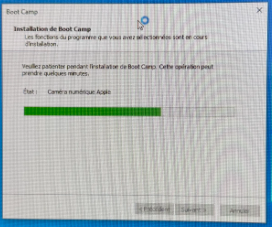 Boot Camp
Installation de Boot Camp
Les fonctions du programme que vous avez sélectionnées sont en cours
d'installation.
Veuillez patienter pendant l'installation de Boot Camp. Cette opération peut
prendre quelques minutes.
État : Caméra numérique Apple
< Précédent Suivant > Annuler